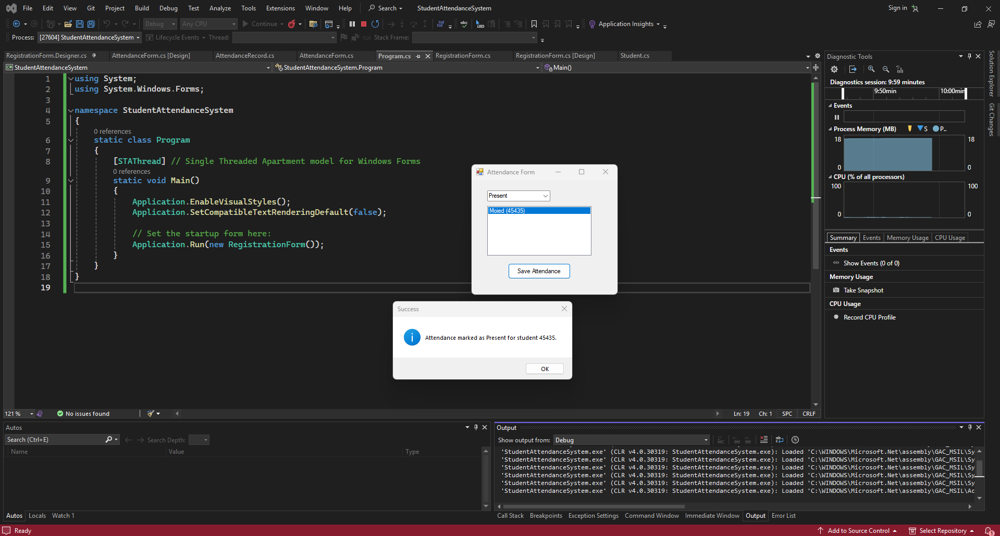 File Edit View Git Project Build Debug Test Analyze Tools Extensions Window Help Search StudentAttendanceSystem Sign in
Debug Any CPU Continue Application Insights
Process: [27604] StudentAttendanceSystem Lifecycle Events Thread: Stack Frame:
RegistrationForm.Designer.cs AttendanceForm.cs [Design] AttendanceRecord.cs AttendanceForm.cs Program.cs RegistrationForm.cs RegistrationForm.cs [Design] Student.cs
StudentAttendanceSystem StudentAttendanceSystem.Program Main()
1 using System;
2 using System.Windows.Forms;
3
4 namespace StudentAttendanceSystem
5 {
0 references
6 static class Program
7 {
8 [STAThread] // Single Threaded Apartment model for Windows Forms
0 references
9 static void Main()
10 {
11 Application.EnableVisualStyles();
12 Application.SetCompatibleTextRenderingDefault(false);
13
14 // Set the startup form here:
15 Application.Run(new RegistrationForm());
16 }
17 }
18 }
19
Attendance Form
Present
Moied (45435)
Save Attendance
Success
Attendance marked as Present for student 45435.
OK
121 % No issues found Ln: 19 Ch: 1 SPC CRLF
Diagnostic Tools
Diagnostics session: 9:59 minutes
9:50min 10:00min
Events
Process Memory (MB) S P..
18 18
0 0
CPU (% of all processors)
100 100
0 0
Summary Events Memory Usage CPU Usage
Events
Show Events (0 of 0)
Memory Usage
Take Snapshot
CPU Usage
Record CPU Profile
Solution Explorer
Git Changes
Autos
Search (Ctrl+E) Search Depth:
Name Value Type
Autos Locals Watch 1
Output
Show output from: Debug
'StudentAttendanceSystem.exe' (CLR v4.0.30319: StudentAttendanceSystem.exe): Loaded 'C:\WINDOWS\Microsoft.Net\assembly\GAC_MSIL\Sy
'StudentAttendanceSystem.exe' (CLR v4.0.30319: StudentAttendanceSystem.exe): Loaded 'C:\WINDOWS\Microsoft.Net\assembly\GAC_MSIL\Sy
'StudentAttendanceSystem.exe' (CLR v4.0.30319: StudentAttendanceSystem.exe): Loaded 'C:\WINDOWS\Microsoft.Net\assembly\GAC_MSIL\Sy
'StudentAttendanceSystem.exe' (CLR v4.0.30319: StudentAttendanceSystem.exe): Loaded 'C:\WINDOWS\Microsoft.Net\assembly\GAC_MSIL\Sy
'StudentAttendanceSystem.exe' (CLR v4.0.30319: StudentAttendanceSystem.exe): Loaded 'C:\WINDOWS\Microsoft.Net\assembly\GAC_MSIL\Sy
'StudentAttendanceSystem.exe' (CLR v4.0.30319: StudentAttendanceSystem.exe): Loaded 'C:\WINDOWS\Microsoft.Net\assembly\GAC_MSIL\Ac
Call Stack Breakpoints Exception Settings Command Window Immediate Window Output Error List
Ready Add to Source Control Select Repository 1